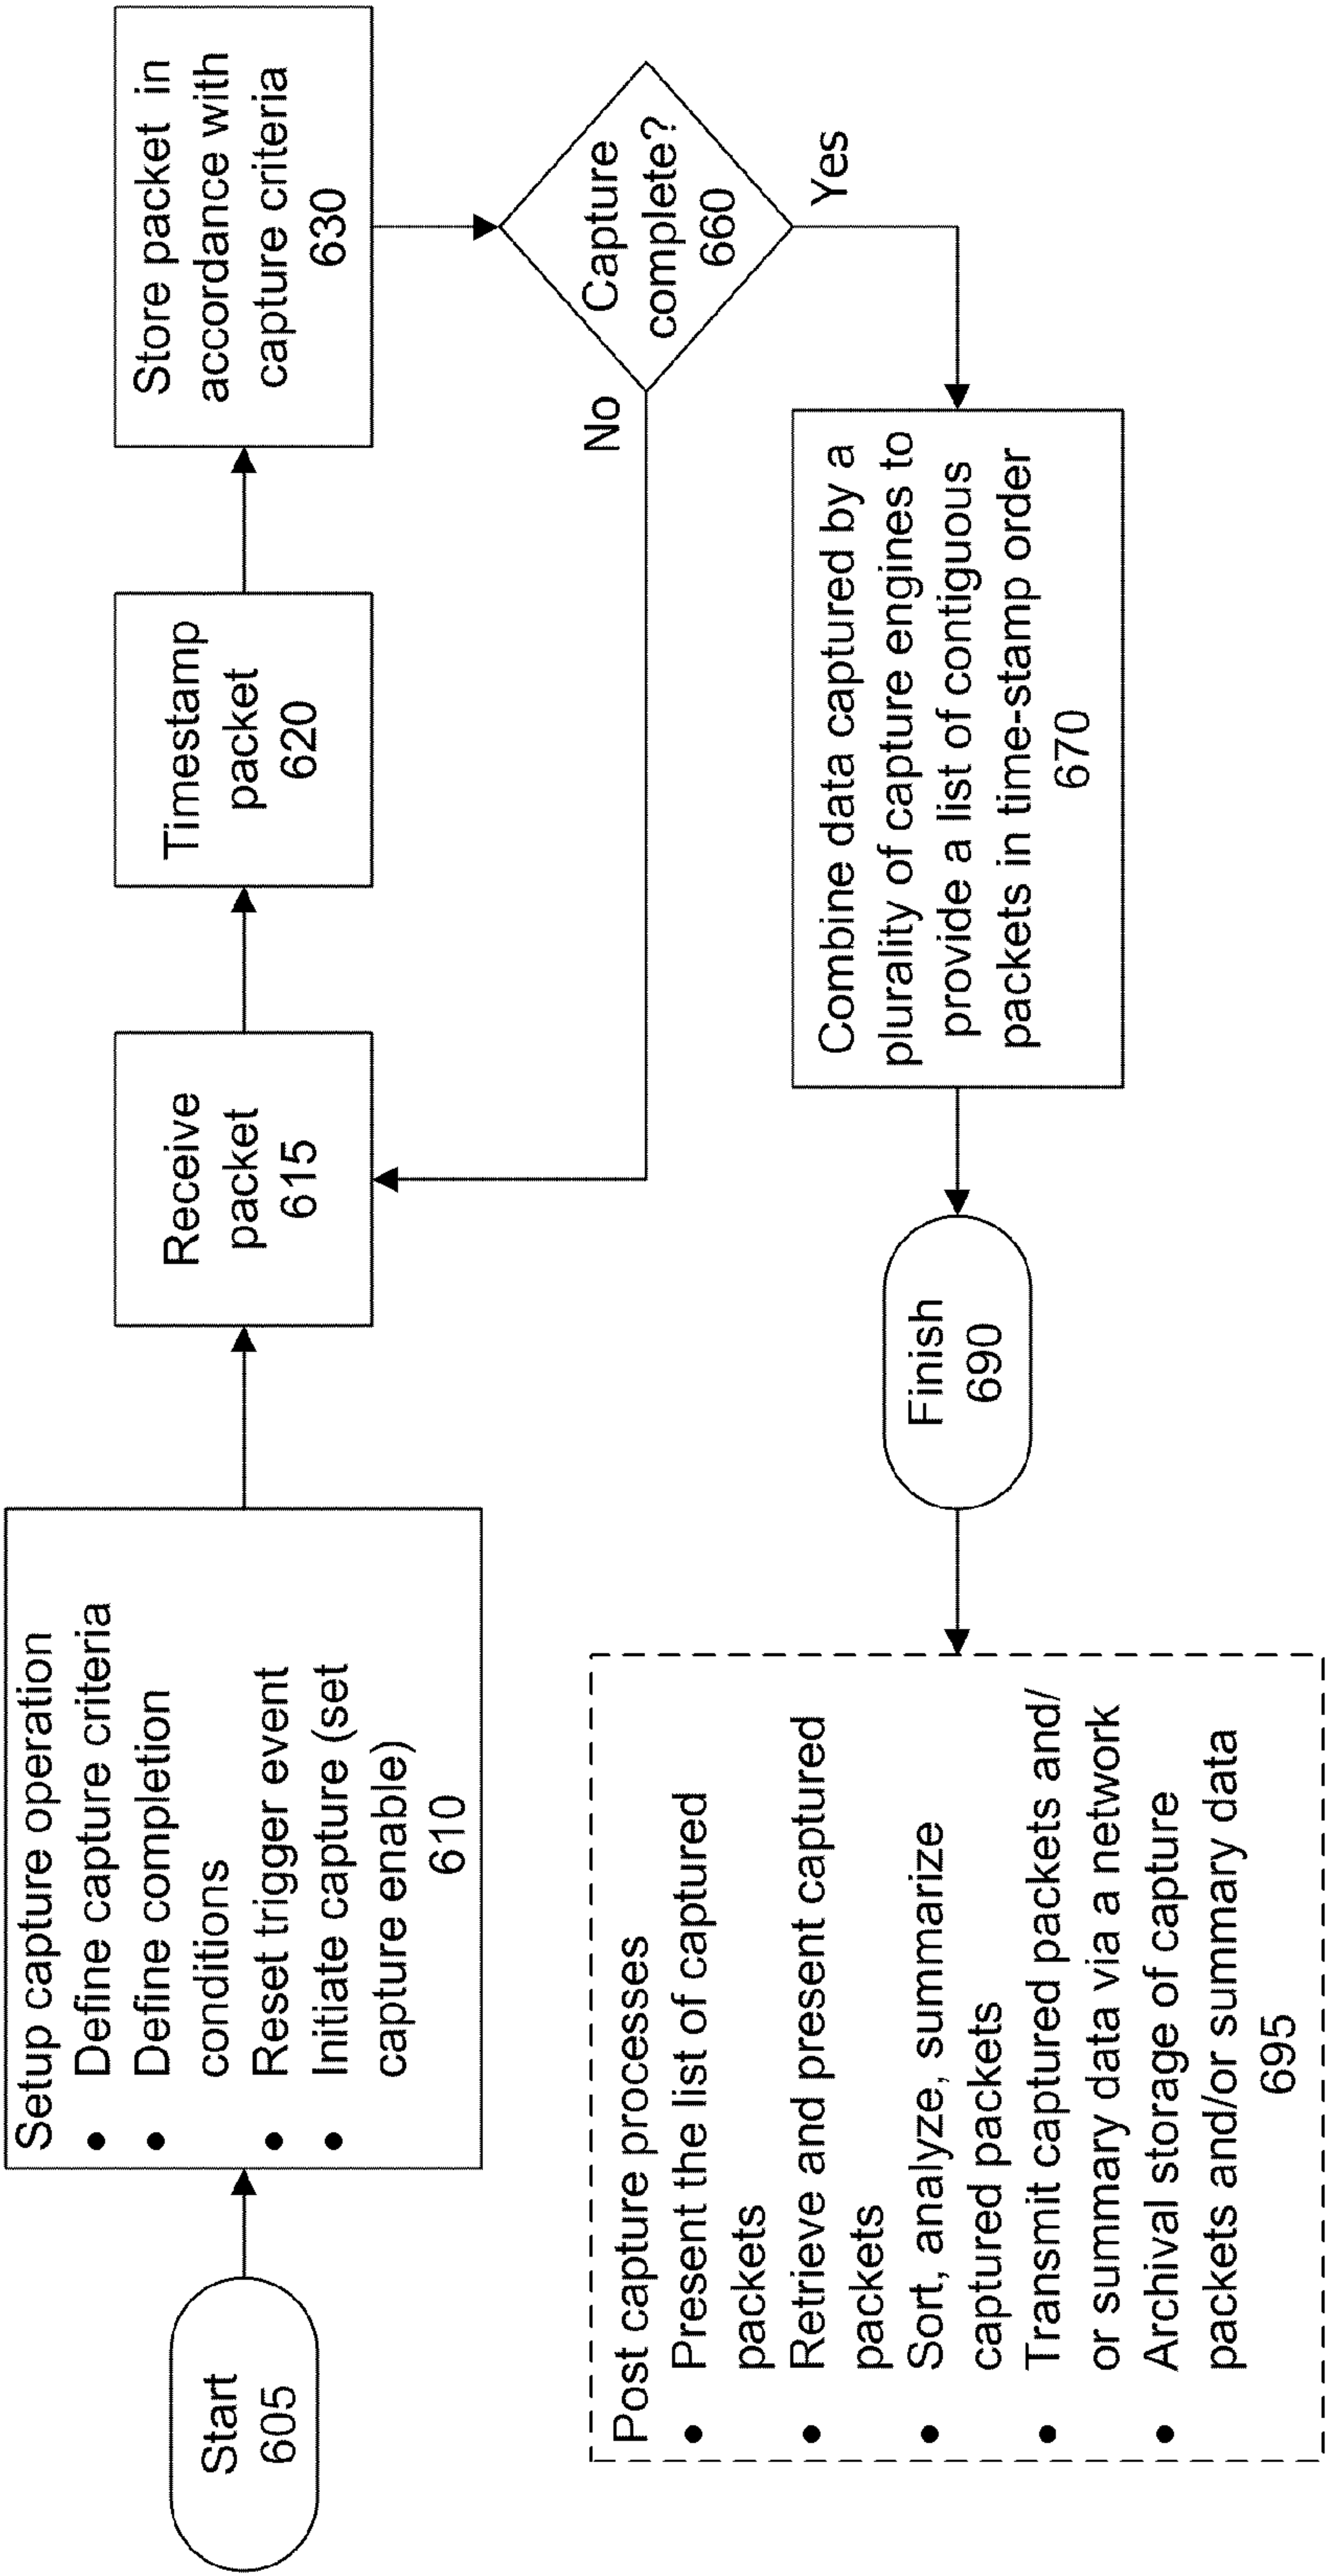 Start
605
Setup capture operation
• Define capture criteria
• Define completion
conditions
• Reset trigger event
• Initiate capture (set
capture enable)
610
Receive
packet
615
Timestamp
packet
620
Store packet in
accordance with
capture criteria
630
Capture
complete?
660
No
Yes
Combine data captured by a
plurality of capture engines to
provide a list of contiguous
packets in time-stamp order
670
Finish
690
Post capture processes
• Present the list of captured
packets
• Retrieve and present captured
packets
• Sort, analyze, summarize
captured packets
• Transmit captured packets and/
or summary data via a network
• Archival storage of capture
packets and/or summary data
695